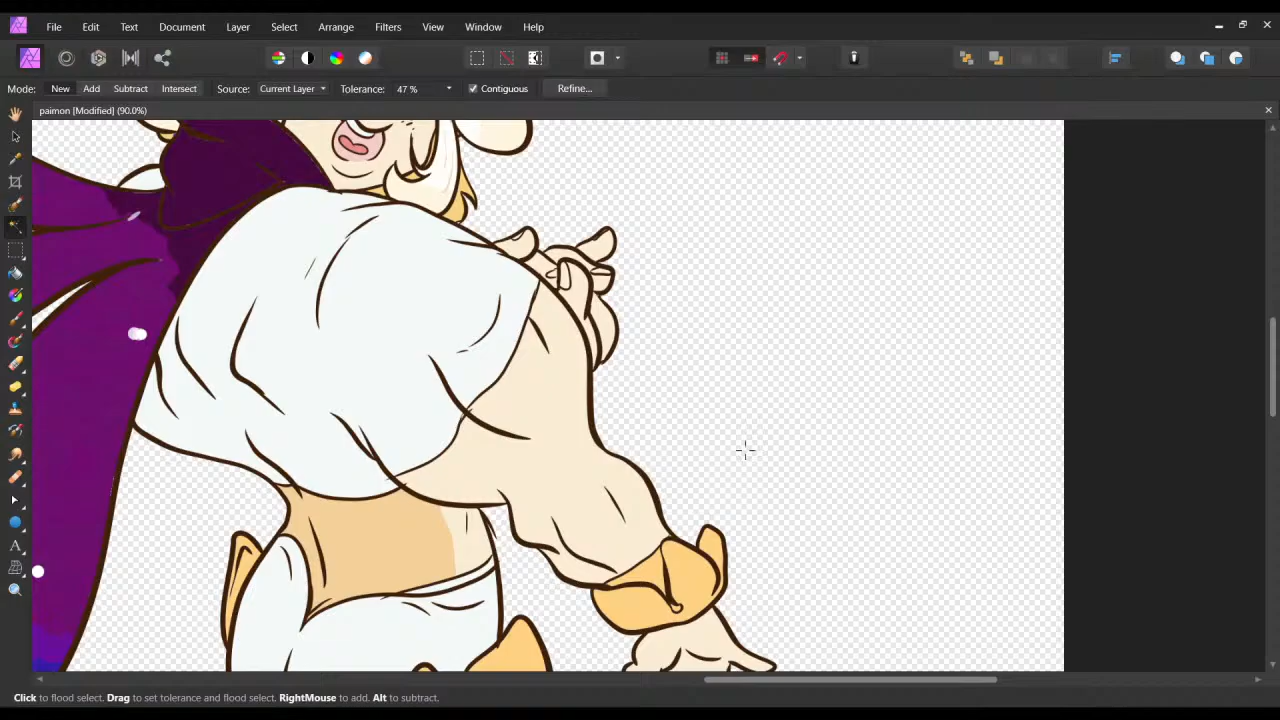 File Edit Text Document Layer Select Arrange Filters View Window Help
Mode: New Add Subtract Intersect Source: Current Layer Tolerance: 47 % Contiguous Refine...
paimon [Modified] (90.0%)
Click to flood select. Drag to set tolerance and flood select. RightMouse to add. Alt to subtract.